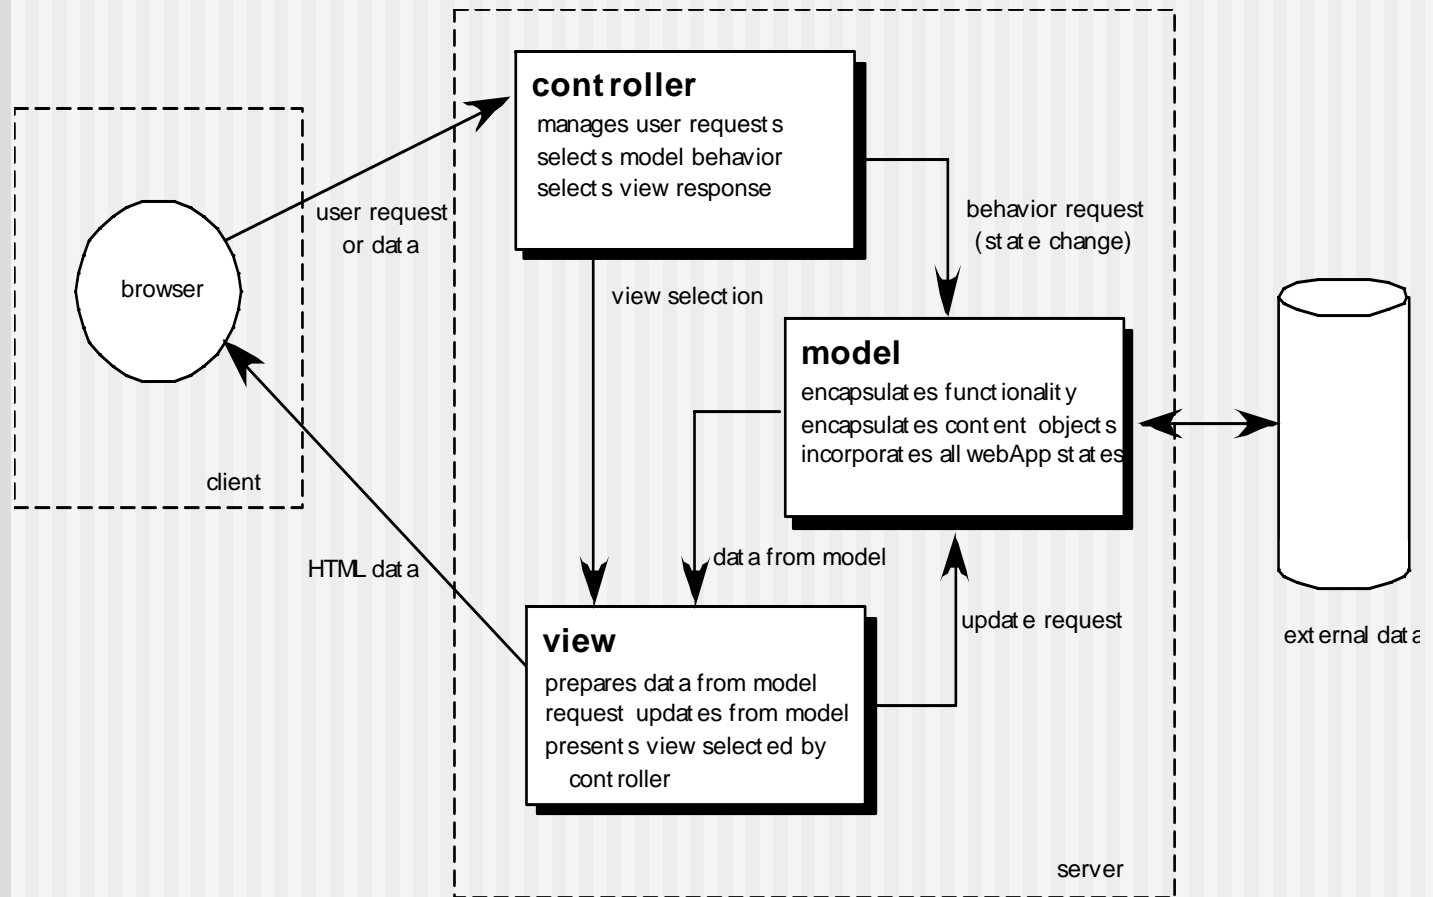 controller
manages user requests
selects model behavior
selects view response
user request
or data
behavior request
(state change)
browser
view selection
model
encapsulates functionality
encapsulates content objects
incorporates all webApp states
client
data from model
HTML data
update request
external data
view
prepares data from model
request updates from model
presents view selected by
controller
server